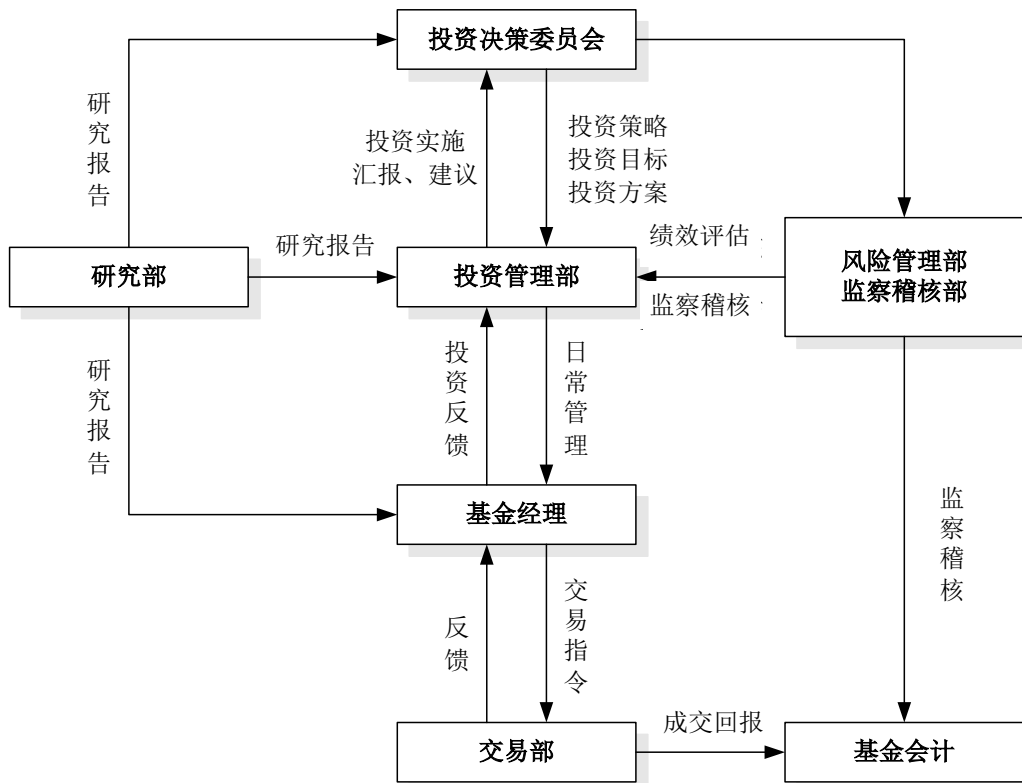 投资决策委员会
研究报告
投资实施
汇报、建议
投资策略
投资目标
投资方案
研究部
研究报告
投资管理部
绩效评估
监察稽核
风险管理部
监察稽核部
研究报告
投资反馈
日常管理
基金经理
监察稽核
反馈
交易指令
交易部
成交回报
基金会计